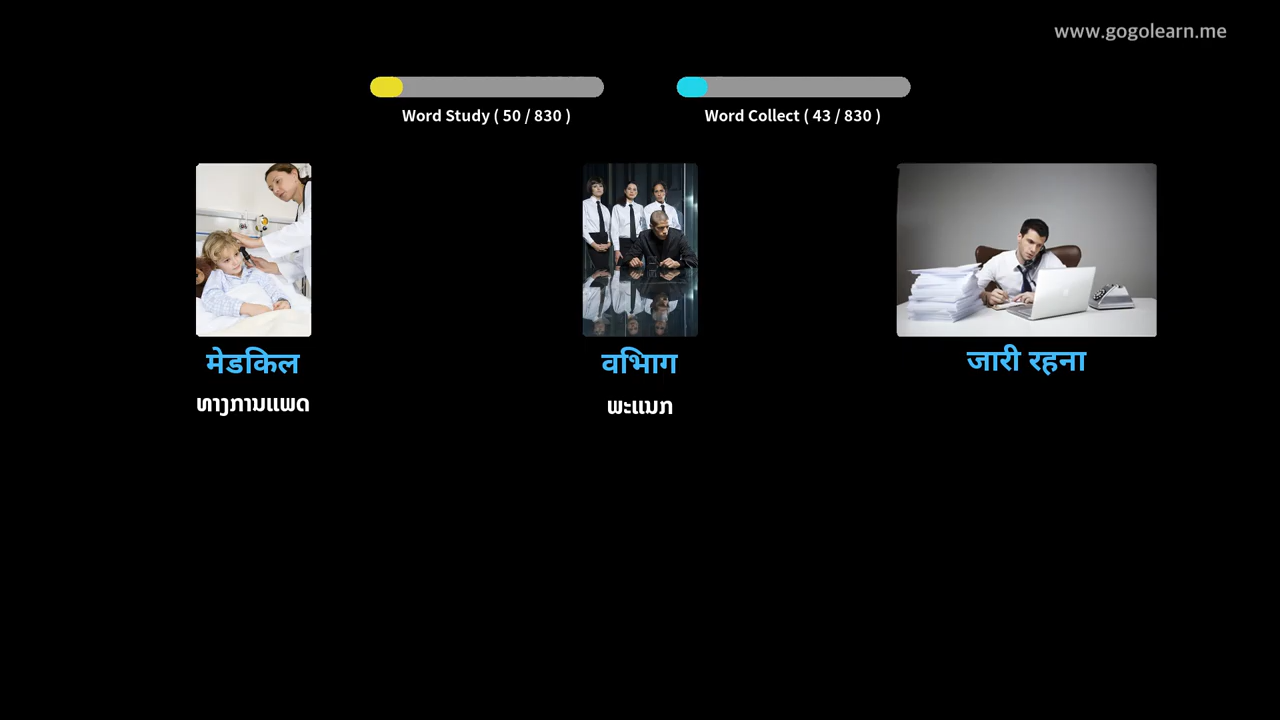 www.gogolearn.me
Word Study ( 50 / 830 )
Word Collect ( 43 / 830 )
मेडकिल
वभिाग
जारी रहना
ທາງການແພດ
ພະແນກ